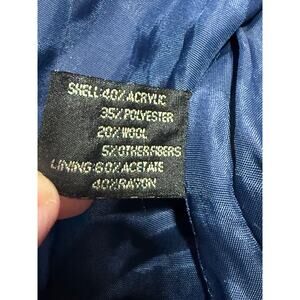 SHELL:40%ACRYLIC
35%POLYESTER
20%WOOL
5%OTHER FIBERS
LINING:60%ACETATE
40%RAYON